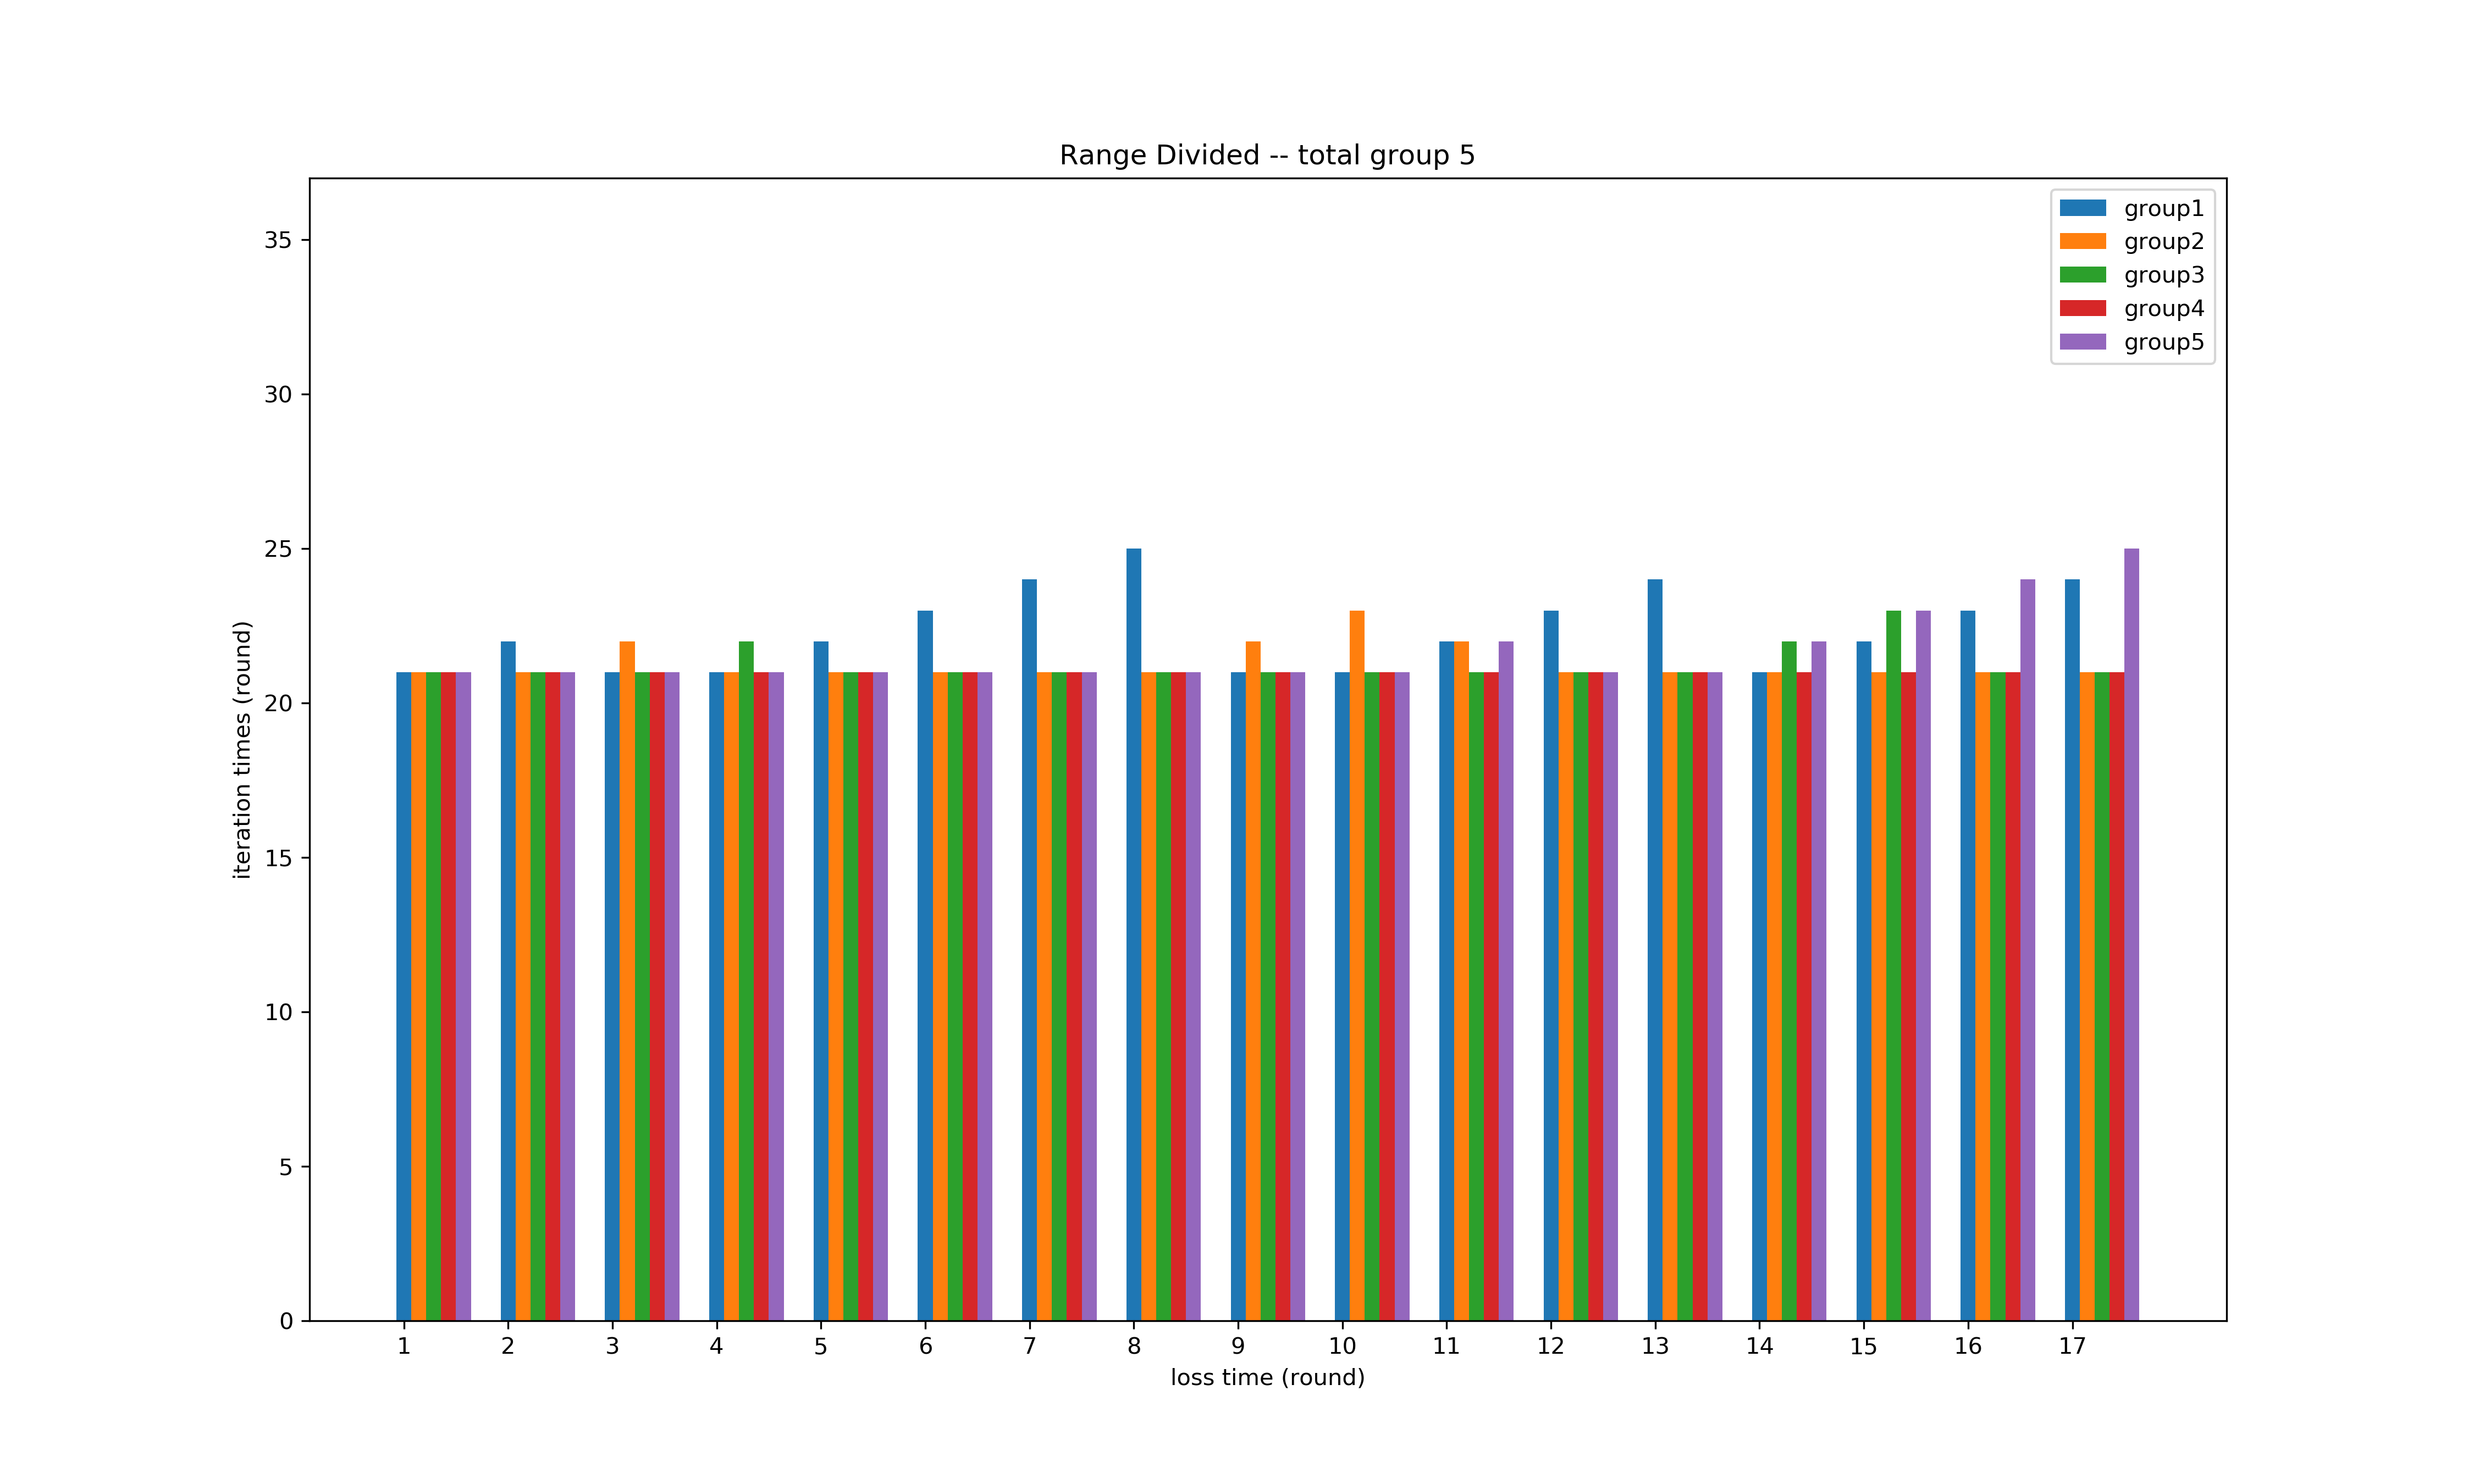 Range Divided -- total group 5
group1
group2
group3
group4
group5
35
30
25
20
15
10
5
0
iteration times (round)
1 2 3 4 5 6 7 8 9 10 11 12 13 14 15 16 17
loss time (round)